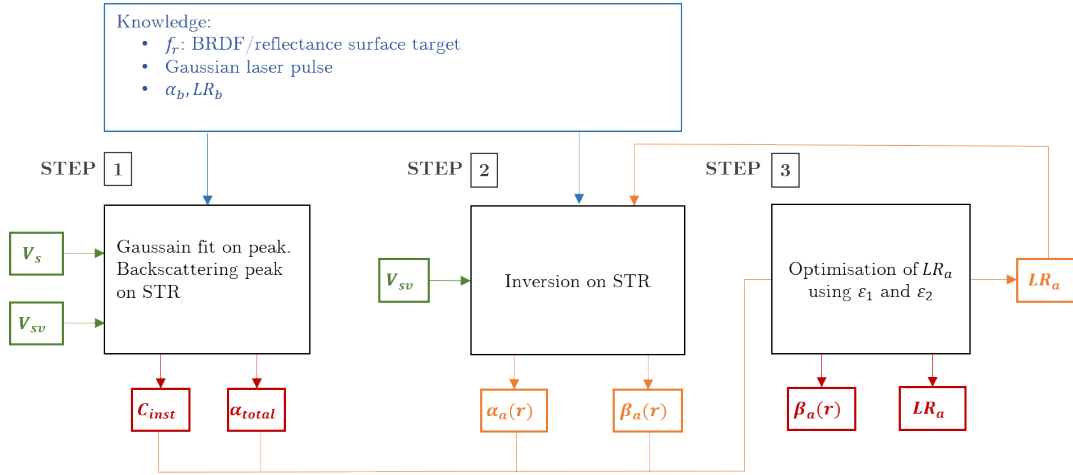 Knowledge:
• f_r: BRDF/reflectance surface target
• Gaussian laser pulse
• α_b, LR_b
STEP 1
STEP 2
STEP 3
V_s
V_sv
Gaussain fit on peak.
Backscattering peak
on STR
V_sv
Inversion on STR
Optimisation of LR_a
using ε_1 and ε_2
LR_a
C_inst
α_total
α_a(r)
β_a(r)
β_a(r)
LR_a